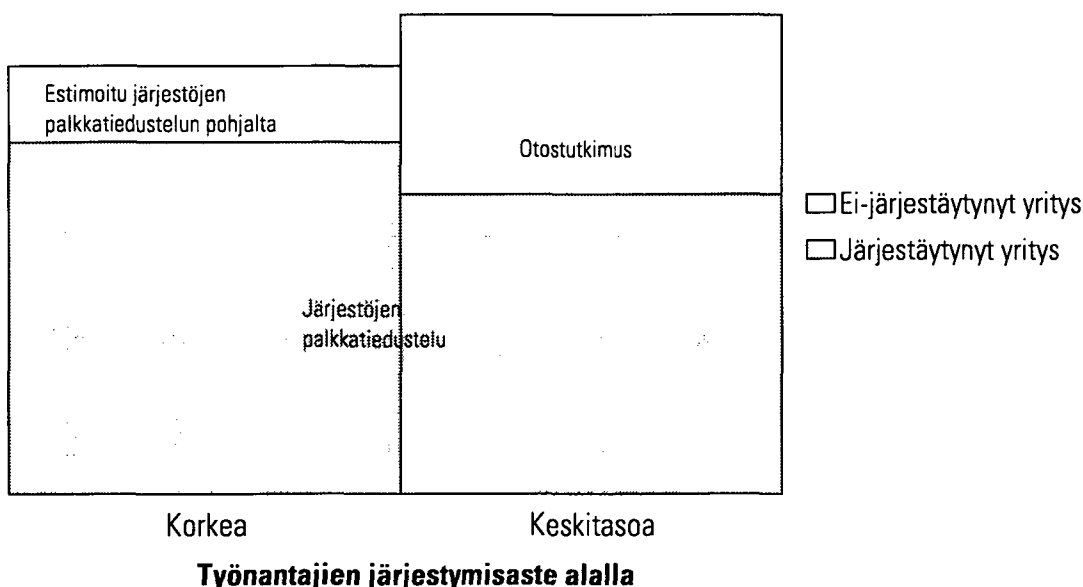 Estimoitu järjestöjen
palkkatiedustelun pohjalta
Otostutkimus
Ei-järjestäytynyt yritys
Järjestäytynyt yritys
Järjestöjen
palkkatiedustelu
Korkea
Keskitasoa
Työnantajien järjestymisaste alalla